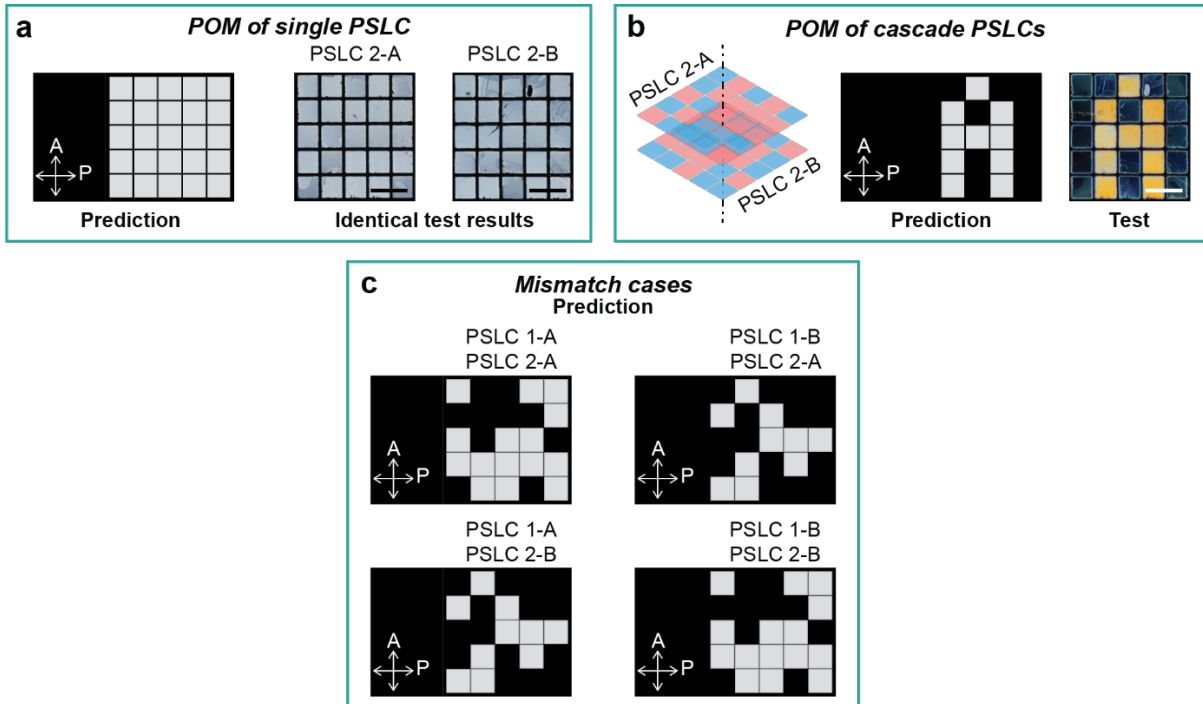 a
POM of single PSLC
PSLC 2-A
PSLC 2-B
A
P
Prediction
Identical test results
b
POM of cascade PSLCs
PSLC 2-A
PSLC 2-B
A
P
Prediction
Test
c
Mismatch cases
Prediction
PSLC 1-A
PSLC 2-A
A
P
PSLC 1-B
PSLC 2-A
A
P
PSLC 1-A
PSLC 2-B
A
P
PSLC 1-B
PSLC 2-B
A
P